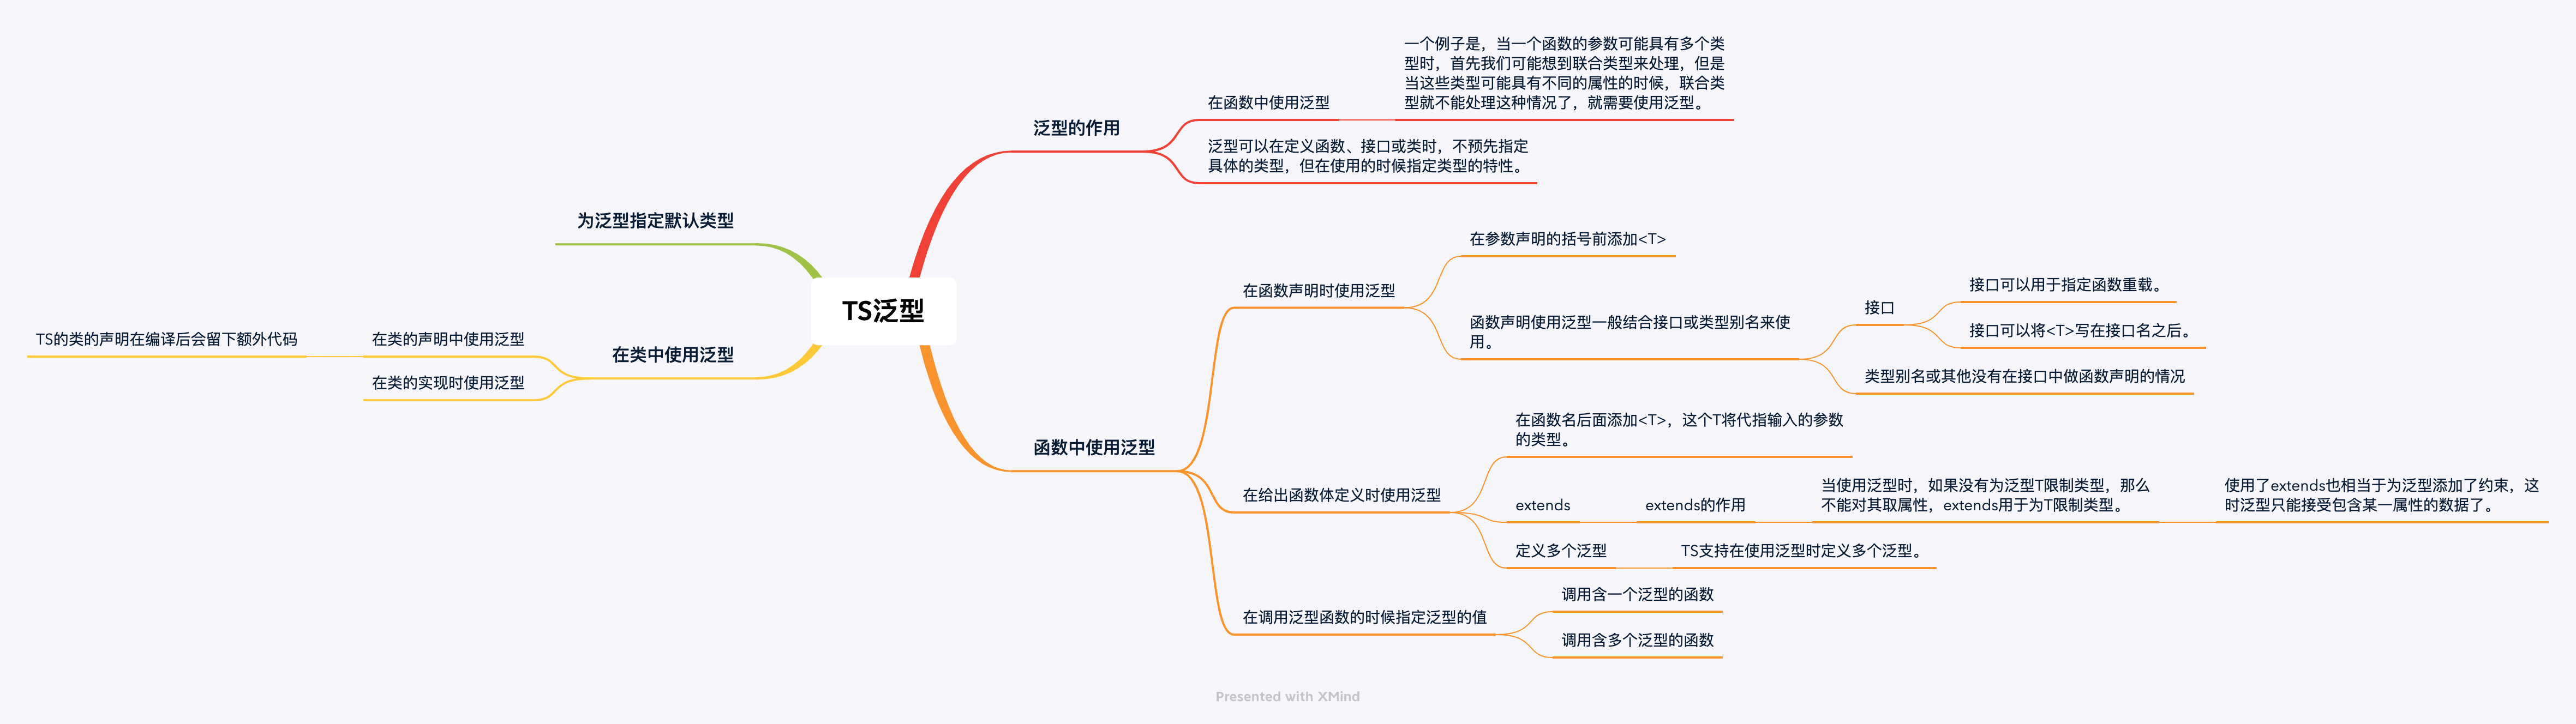 TS泛型
泛型的作用
在函数中使用泛型
一个例子是，当一个函数的参数可能具有多个类
型时，首先我们可能想到联合类型来处理，但是
当这些类型可能具有不同的属性的时候，联合类
型就不能处理这种情况了，就需要使用泛型。
泛型可以在定义函数、接口或类时，不预先指定
具体的类型，但在使用的时候指定类型的特性。
函数中使用泛型
在函数声明时使用泛型
在参数声明的括号前添加<T>
函数声明使用泛型一般结合接口或类型别名来使
用。
接口
接口可以用于指定函数重载。
接口可以将<T>写在接口名之后。
类型别名或其他没有在接口中做函数声明的情况
在给出函数体定义时使用泛型
在函数名后面添加<T>，这个T将代指输入的参数
的类型。
extends
extends的作用
当使用泛型时，如果没有为泛型T限制类型，那么
不能对其取属性，extends用于为T限制类型。
使用了extends也相当于为泛型添加了约束，这
时泛型只能接受包含某一属性的数据了。
定义多个泛型
TS支持在使用泛型时定义多个泛型。
在调用泛型函数的时候指定泛型的值
调用含一个泛型的函数
调用含多个泛型的函数
为泛型指定默认类型
在类中使用泛型
在类的声明中使用泛型
TS的类的声明在编译后会留下额外代码
在类的实现时使用泛型
Presented with XMind